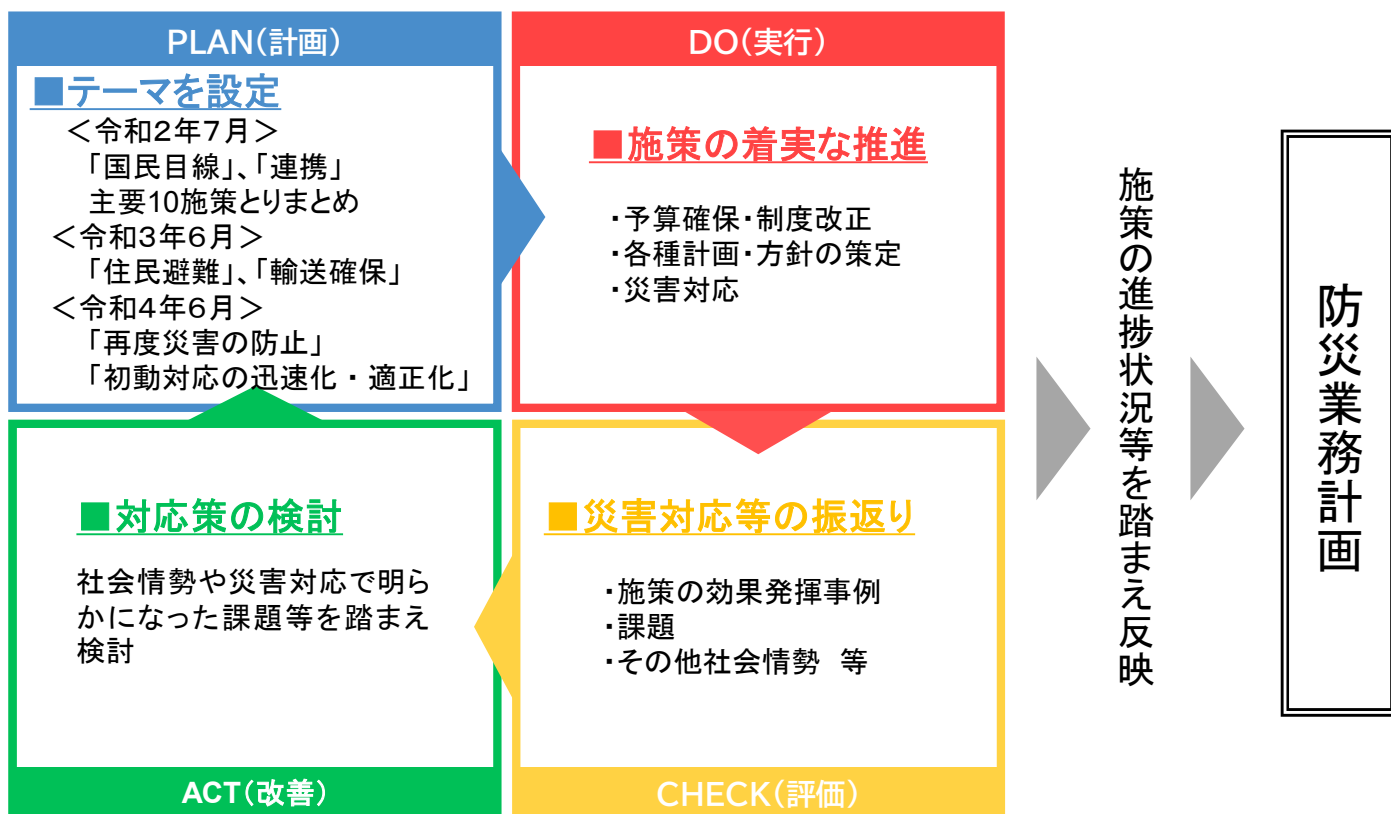 PLAN(計画)
■テーマを設定
＜令和2年7月＞
「国民目線」、「連携」
主要10施策とりまとめ
＜令和3年6月＞
「住民避難」、「輸送確保」
＜令和4年6月＞
「再度災害の防止」
「初動対応の迅速化・適正化」
DO(実行)
■施策の着実な推進
・予算確保・制度改正
・各種計画・方針の策定
・災害対応
■対応策の検討
社会情勢や災害対応で明ら
かになった課題等を踏まえ
検討
ACT(改善)
■災害対応等の振返り
・施策の効果発揮事例
・課題
・その他社会情勢　等
CHECK(評価)
施策の進捗状況等を踏まえ反映
防災業務計画